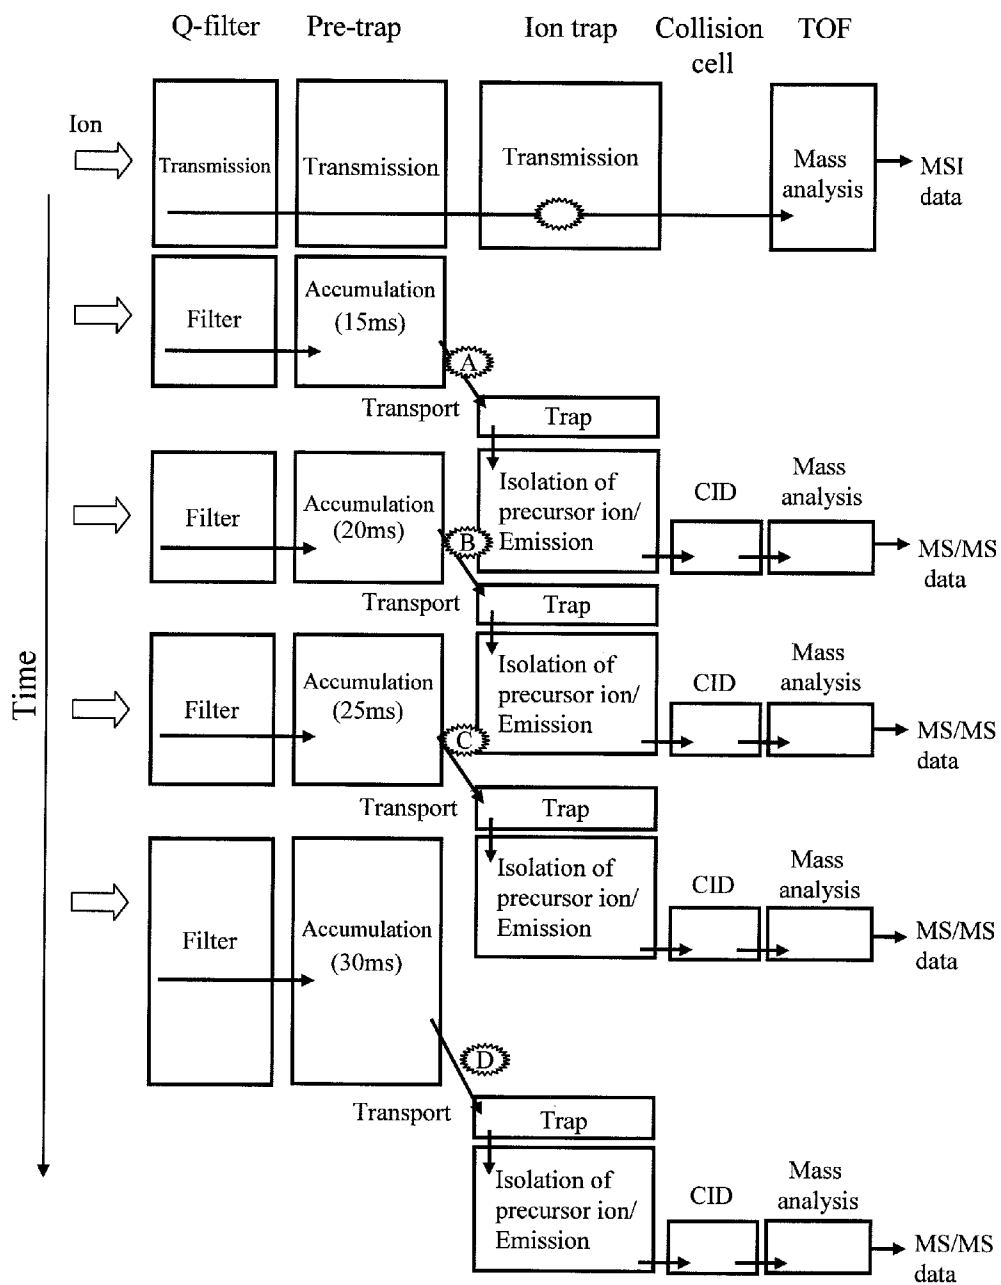 Q-filter Pre-trap Ion trap Collision cell TOF
Ion
Transmission
Transmission
Transmission
Mass
analysis
MSI
data
Filter
Accumulation
(15ms)
A
Transport
Trap
Filter
Accumulation
(20ms)
B
Isolation of
precursor ion/
Emission
CID
Mass
analysis
MS/MS
data
Transport
Trap
Time
Filter
Accumulation
(25ms)
C
Isolation of
precursor ion/
Emission
CID
Mass
analysis
MS/MS
data
Transport
Trap
Filter
Accumulation
(30ms)
Isolation of
precursor ion/
Emission
CID
Mass
analysis
MS/MS
data
D
Transport
Trap
Isolation of
precursor ion/
Emission
CID
Mass
analysis
MS/MS
data